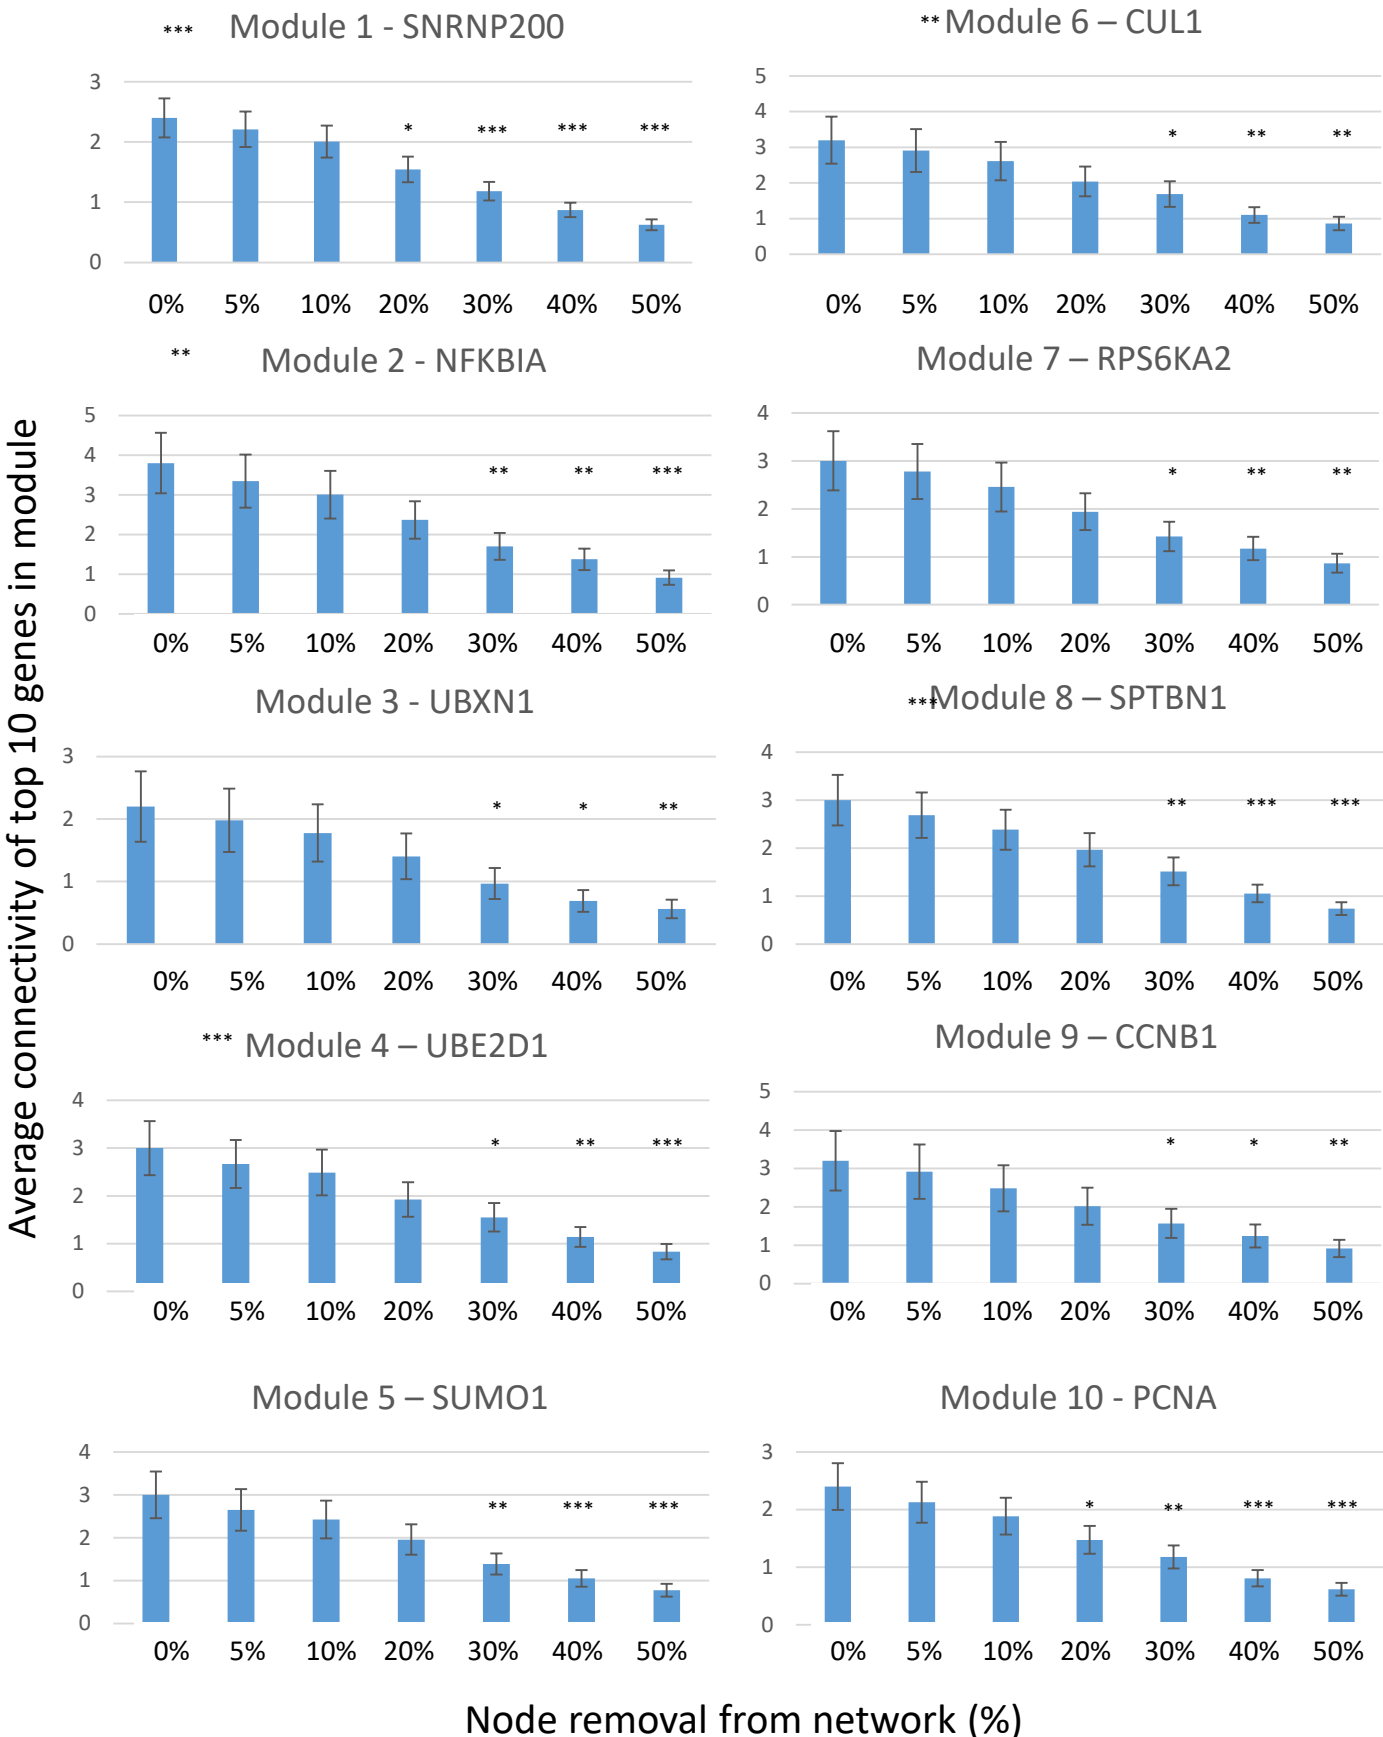 Average connectivity of top 10 genes in module
*** Module 1 - SNRNP200
3
2
1
0
* *** *** ***
0% 5% 10% 20% 30% 40% 50%
** Module 2 - NFKBIA
5
4
3
2
1
0
** ** ***
0% 5% 10% 20% 30% 40% 50%
Module 3 - UBXN1
3
2
1
0
* * **
0% 5% 10% 20% 30% 40% 50%
*** Module 4 – UBE2D1
4
3
2
1
0
* ** ***
0% 5% 10% 20% 30% 40% 50%
Module 5 – SUMO1
4
3
2
1
0
** *** ***
0% 5% 10% 20% 30% 40% 50%
** Module 6 – CUL1
5
4
3
2
1
0
* ** **
0% 5% 10% 20% 30% 40% 50%
Module 7 – RPS6KA2
4
3
2
1
0
* ** **
0% 5% 10% 20% 30% 40% 50%
*** Module 8 – SPTBN1
4
3
2
1
0
** *** ***
0% 5% 10% 20% 30% 40% 50%
Module 9 – CCNB1
5
4
3
2
1
0
* * **
0% 5% 10% 20% 30% 40% 50%
Module 10 - PCNA
3
2
1
0
* ** *** ***
0% 5% 10% 20% 30% 40% 50%
Node removal from network (%)